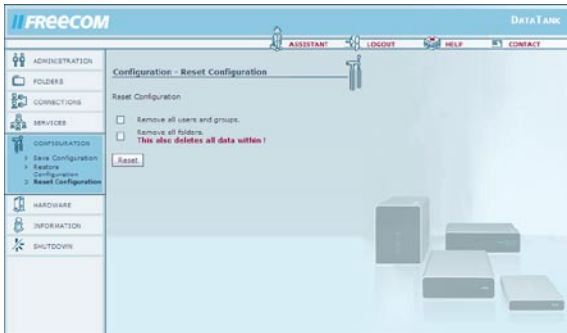 FREECOM
DATATANK
ASSISTANT LOGOUT HELP CONTACT
ADMINISTRATION
FOLDERS
CONNECTIONS
SERVICES
CONFIGURATION
Save Configuration
Restore
Configuration
Reset Configuration
HARDWARE
INFORMATION
SHUTDOWN
Configuration - Reset Configuration
Reset Configuration
Remove all users and groups.
Remove all folders.
This also deletes all data within !
Reset